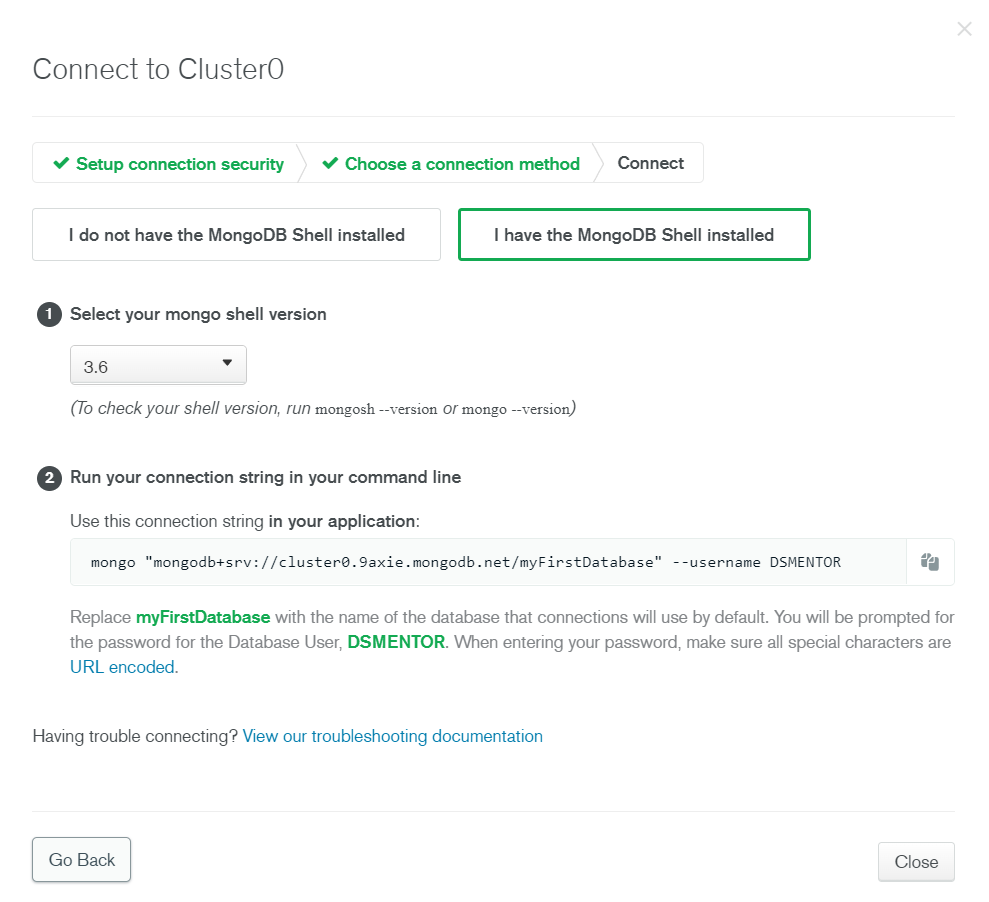 Connect to Cluster0
✔ Setup connection security
✔ Choose a connection method
Connect
I do not have the MongoDB Shell installed
I have the MongoDB Shell installed
1 Select your mongo shell version
3.6
(To check your shell version, run mongosh --version or mongo --version)
2 Run your connection string in your command line
Use this connection string in your application:
mongo "mongodb+srv://cluster0.9axie.mongodb.net/myFirstDatabase" --username DSMENTOR
Replace myFirstDatabase with the name of the database that connections will use by default. You will be prompted for
the password for the Database User, DSMENTOR. When entering your password, make sure all special characters are
URL encoded.
Having trouble connecting? View our troubleshooting documentation
Go Back
Close